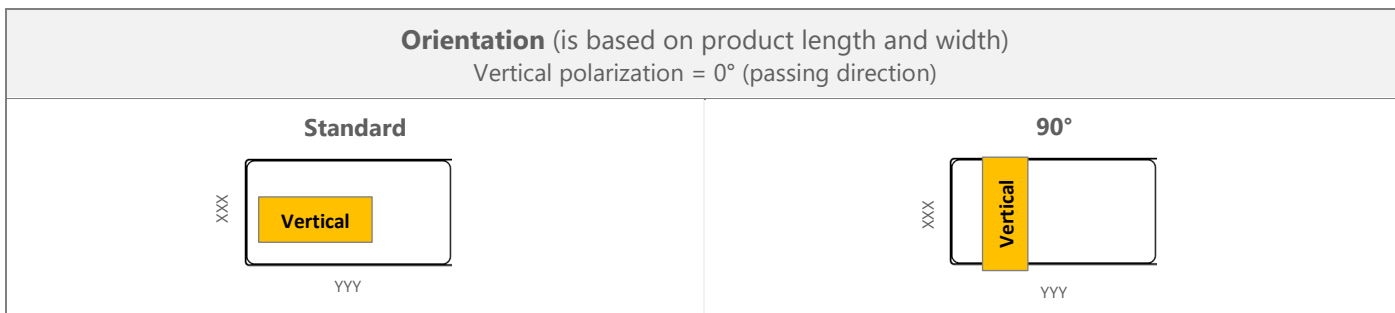 Orientation (is based on product length and width)
Vertical polarization = 0° (passing direction)
Standard
XXX
Vertical
YYY
90°
XXX
Vertical
YYY